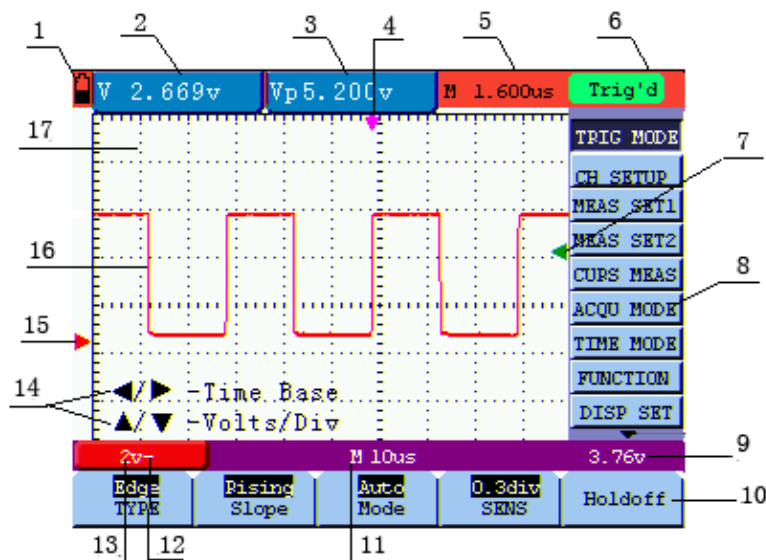 1 2 3 4 5 6
V 2.669v Vp5.200v M 1.600us Trig'd
17
TRIG MODE
7
CH SETUP
MEAS SET1
MEAS SET2
16
CURS MEAS
8
ACQU MODE
15
TIME MODE
FUNCTION
14
◀/▶ -Time Base
▲/▼ -Volts/Div
DISP SET
2v- M 10us 3.76v 9
Edge Rising Auto 0.3div
TYPE Slope Mode SENS Holdoff 10
13 12 11